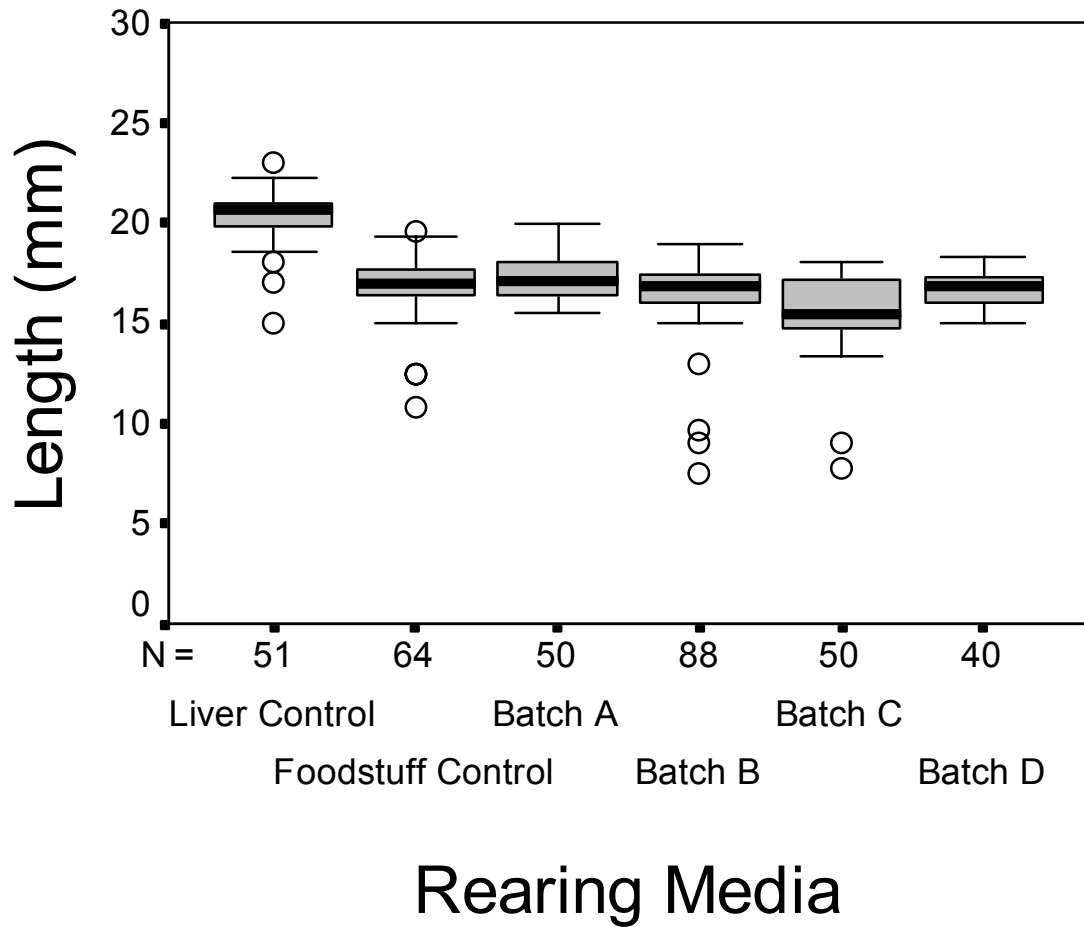 Length (mm)
30
25
20
15
10
5
0
N = 51 64 50 88 50 40
Liver Control Batch A Batch C
Foodstuff Control Batch B Batch D
Rearing Media